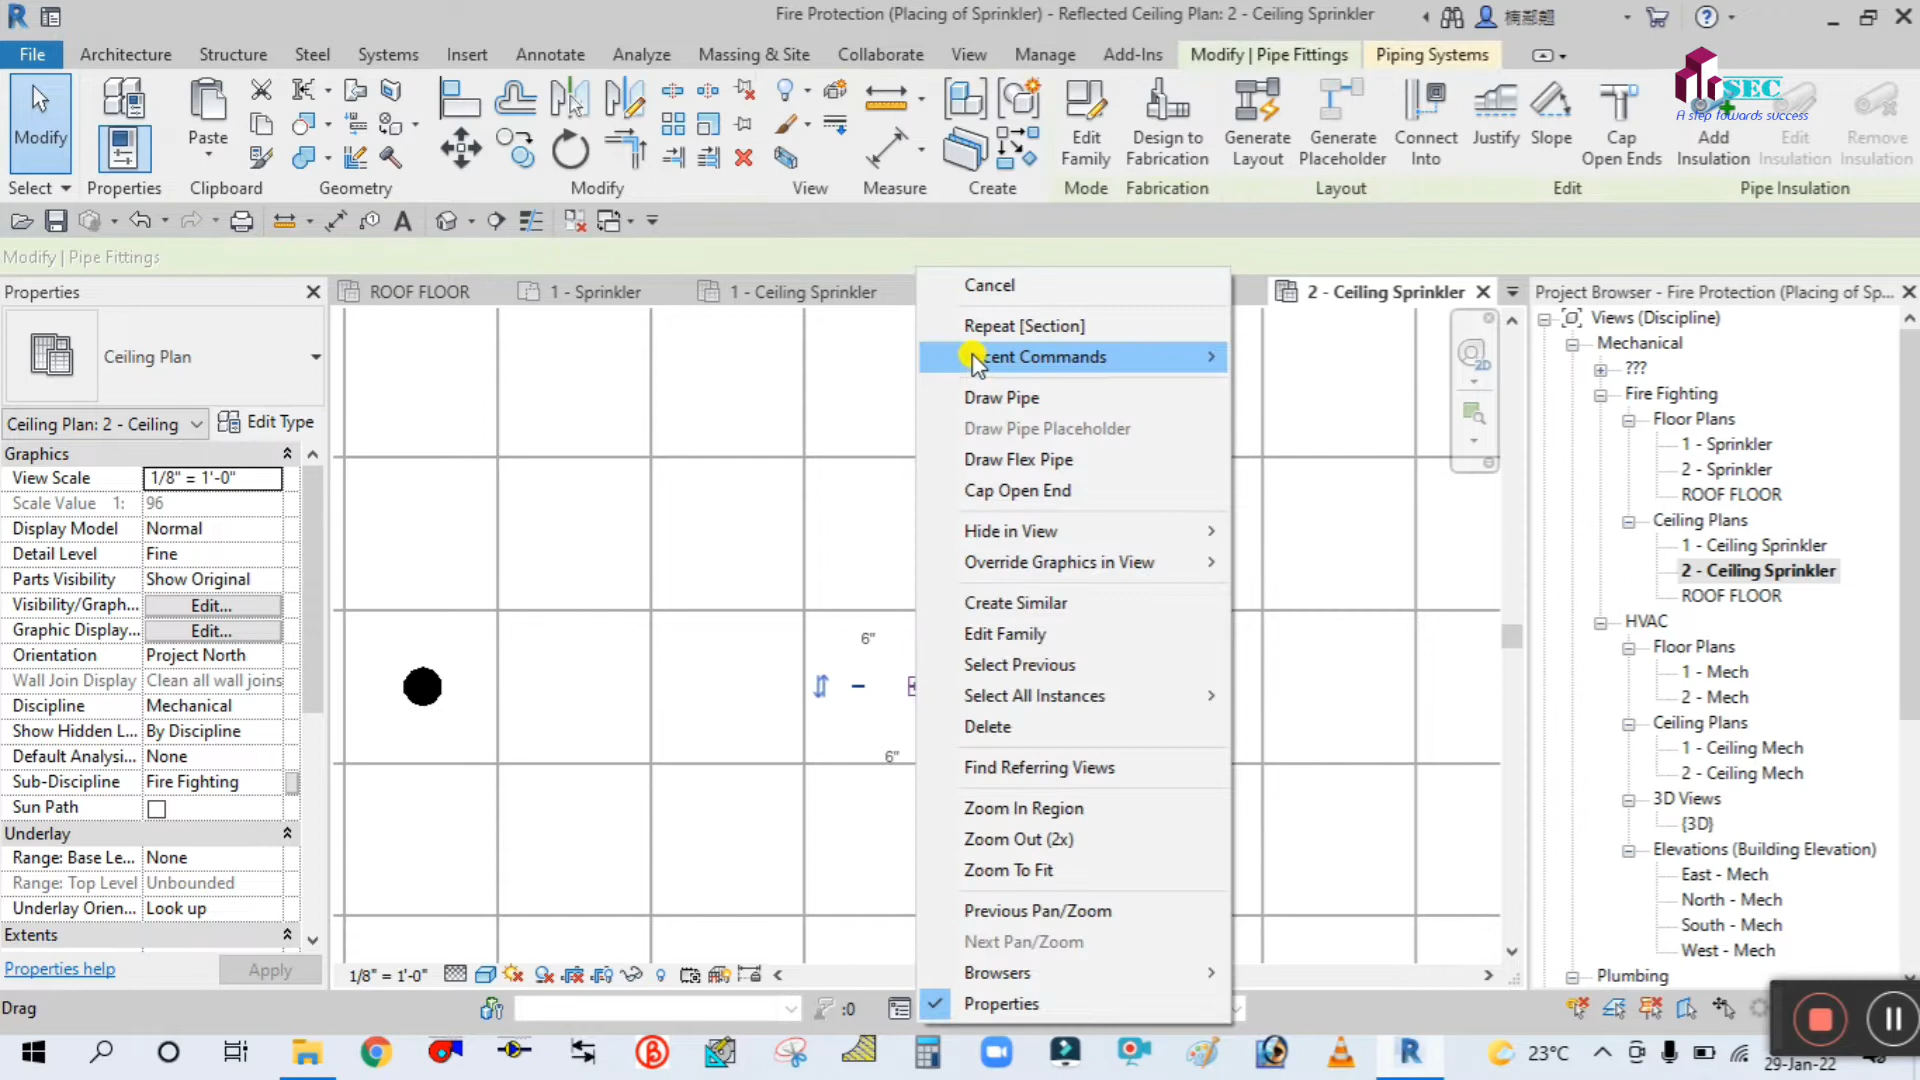 Fire Protection (Placing of Sprinkler) - Reflected Ceiling Plan: 2 - Ceiling Sprinkler
File Architecture Structure Steel Systems Insert Annotate Analyze Massing & Site Collaborate View Manage Add-Ins Modify | Pipe Fittings Piping Systems
SEC
A step towards success
Modify
Paste
Edit Family
Design to Fabrication
Generate Layout
Generate Placeholder
Connect Into
Justify
Slope
Cap Open Ends
Add Insulation
Edit Insulation
Remove Insulation
Select Properties Clipboard Geometry Modify View Measure Create Mode Fabrication Layout Edit Pipe Insulation
Modify | Pipe Fittings
Properties
ROOF FLOOR
1 - Sprinkler
1 - Ceiling Sprinkler
2 - Ceiling Sprinkler
Project Browser - Fire Protection (Placing of Sp...
Ceiling Plan
Ceiling Plan: 2 - Ceiling
Edit Type
Graphics
View Scale 1/8" = 1'-0"
Scale Value 1: 96
Display Model Normal
Detail Level Fine
Parts Visibility Show Original
Visibility/Graph... Edit...
Graphic Display... Edit...
Orientation Project North
Wall Join Display Clean all wall joins
Discipline Mechanical
Show Hidden L... By Discipline
Default Analysi... None
Sub-Discipline Fire Fighting
Sun Path
Underlay
Range: Base Le... None
Range: Top Level Unbounded
Underlay Orien... Look up
Extents
Properties help
Apply
6"
6"
2D
Cancel
Repeat [Section]
cent Commands
Draw Pipe
Draw Pipe Placeholder
Draw Flex Pipe
Cap Open End
Hide in View
Override Graphics in View
Create Similar
Edit Family
Select Previous
Select All Instances
Delete
Find Referring Views
Zoom In Region
Zoom Out (2x)
Zoom To Fit
Previous Pan/Zoom
Next Pan/Zoom
Browsers
Properties
Views (Discipline)
Mechanical
???
Fire Fighting
Floor Plans
1 - Sprinkler
2 - Sprinkler
ROOF FLOOR
Ceiling Plans
1 - Ceiling Sprinkler
2 - Ceiling Sprinkler
ROOF FLOOR
HVAC
Floor Plans
1 - Mech
2 - Mech
Ceiling Plans
1 - Ceiling Mech
2 - Ceiling Mech
3D Views
{3D}
Elevations (Building Elevation)
East - Mech
North - Mech
South - Mech
West - Mech
Plumbing
1/8" = 1'-0"
Drag
:0
23°C
29-Jan-22